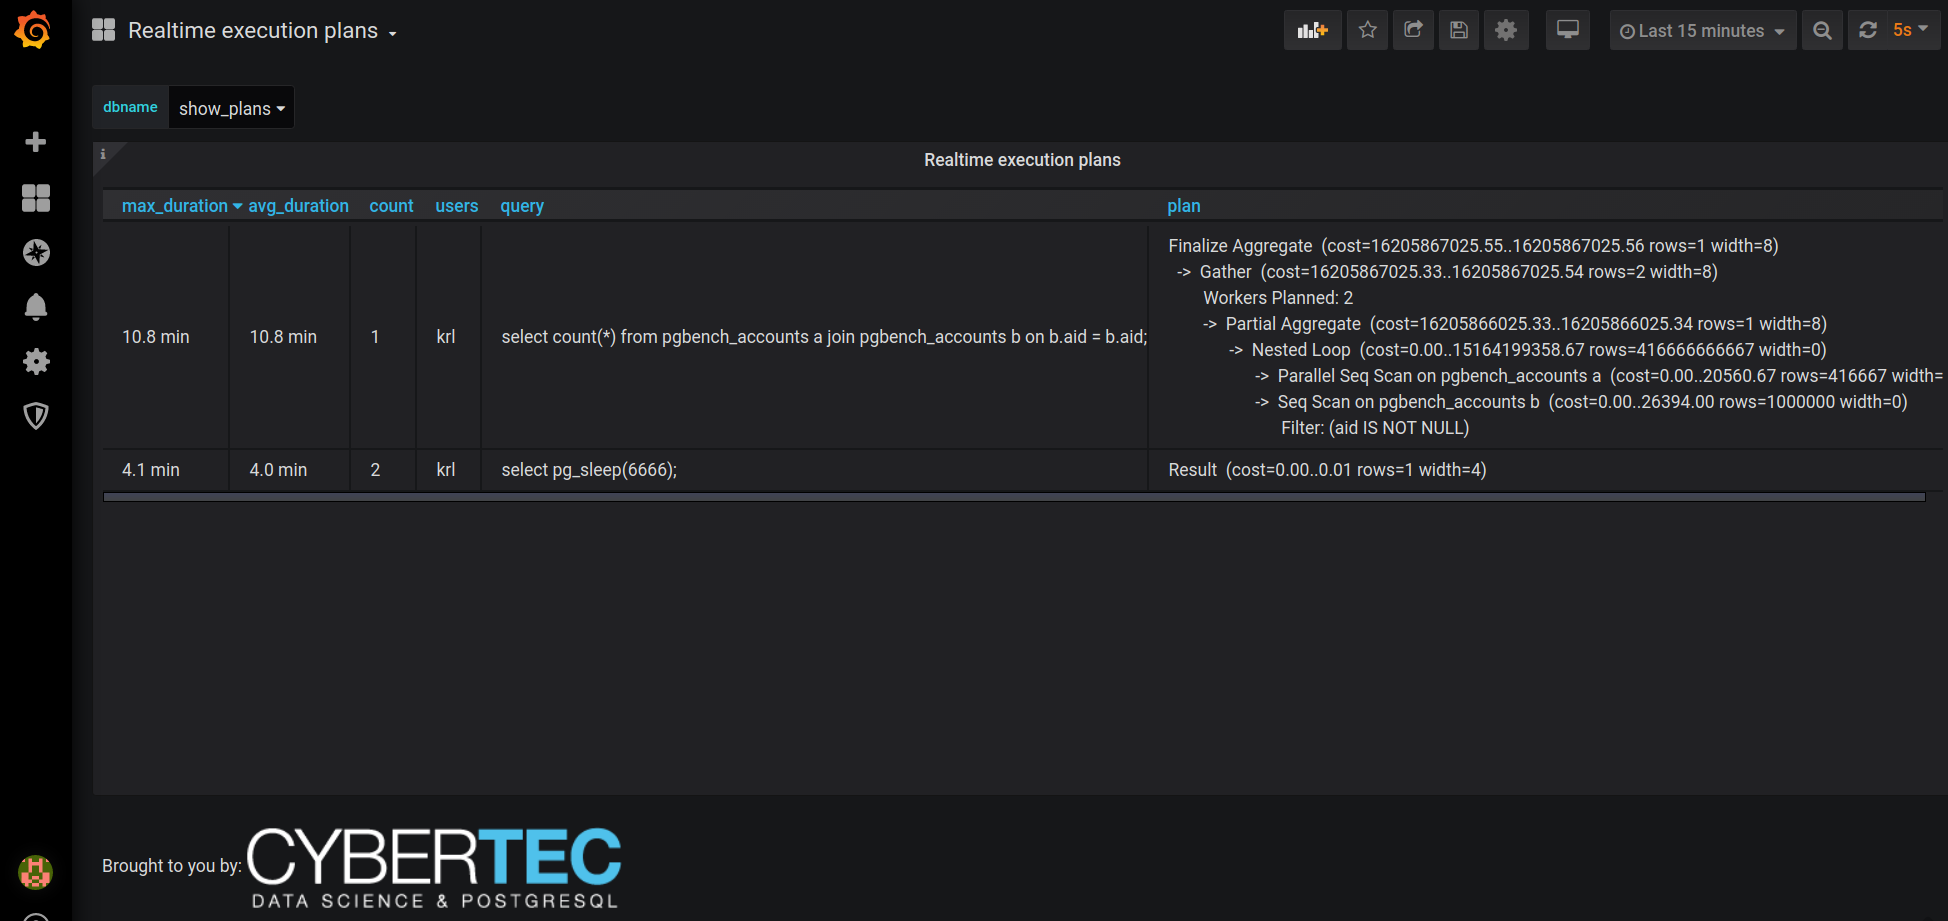 Realtime execution plans
Last 15 minutes
5s
dbname show_plans
i
Realtime execution plans
max_duration avg_duration count users query plan
10.8 min 10.8 min 1 krl select count(*) from pgbench_accounts a join pgbench_accounts b on b.aid = b.aid;
Finalize Aggregate (cost=16205867025.55..16205867025.56 rows=1 width=8)
-> Gather (cost=16205867025.33..16205867025.54 rows=2 width=8)
Workers Planned: 2
-> Partial Aggregate (cost=16205866025.33..16205866025.34 rows=1 width=8)
-> Nested Loop (cost=0.00..15164199358.67 rows=416666666667 width=0)
-> Parallel Seq Scan on pgbench_accounts a (cost=0.00..20560.67 rows=416667 width=
-> Seq Scan on pgbench_accounts b (cost=0.00..26394.00 rows=1000000 width=0)
Filter: (aid IS NOT NULL)
4.1 min 4.0 min 2 krl select pg_sleep(6666); Result (cost=0.00..0.01 rows=1 width=4)
Brought to you by: CYBERTEC
DATA SCIENCE & POSTGRESQL